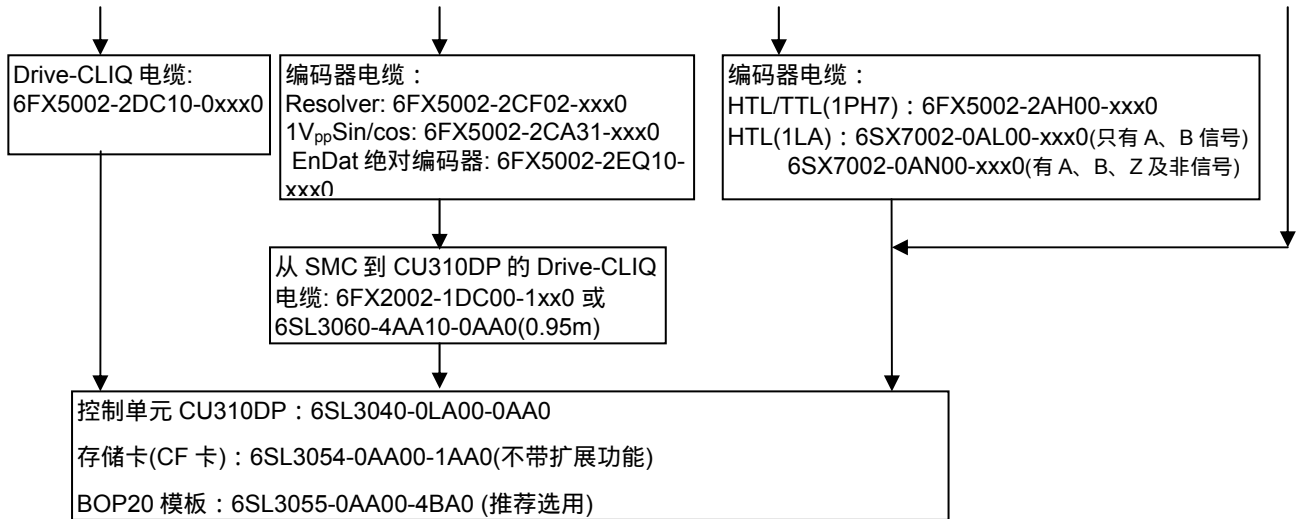 Drive-CLIQ 电缆:
6FX5002-2DC10-0xxx0
编码器电缆：
Resolver: 6FX5002-2CF02-xxx0
1VppSin/cos: 6FX5002-2CA31-xxx0
EnDat 绝对编码器: 6FX5002-2EQ10-
xxx0
编码器电缆：
HTL/TTL(1PH7)：6FX5002-2AH00-xxx0
HTL(1LA)：6SX7002-0AL00-xxx0(只有 A、B 信号)
6SX7002-0AN00-xxx0(有 A、B、Z 及非信号)
从 SMC 到 CU310DP 的 Drive-CLIQ
电缆: 6FX2002-1DC00-1xx0 或
6SL3060-4AA10-0AA0(0.95m)
控制单元 CU310DP：6SL3040-0LA00-0AA0
存储卡(CF 卡)：6SL3054-0AA00-1AA0(不带扩展功能)
BOP20 模板：6SL3055-0AA00-4BA0 (推荐选用)